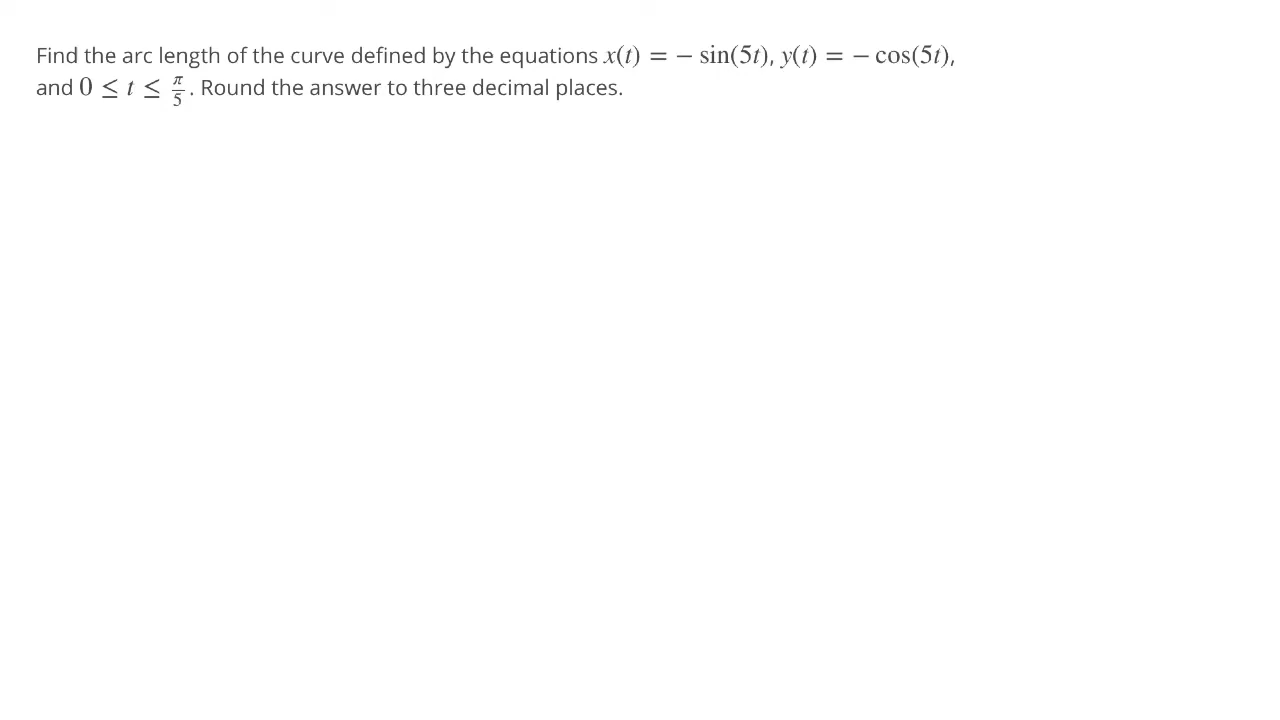 Find the arc length of the curve defined by the equations x(t) = − sin(5t), y(t) = − cos(5t),
and 0 ≤ t ≤ π/5. Round the answer to three decimal places.